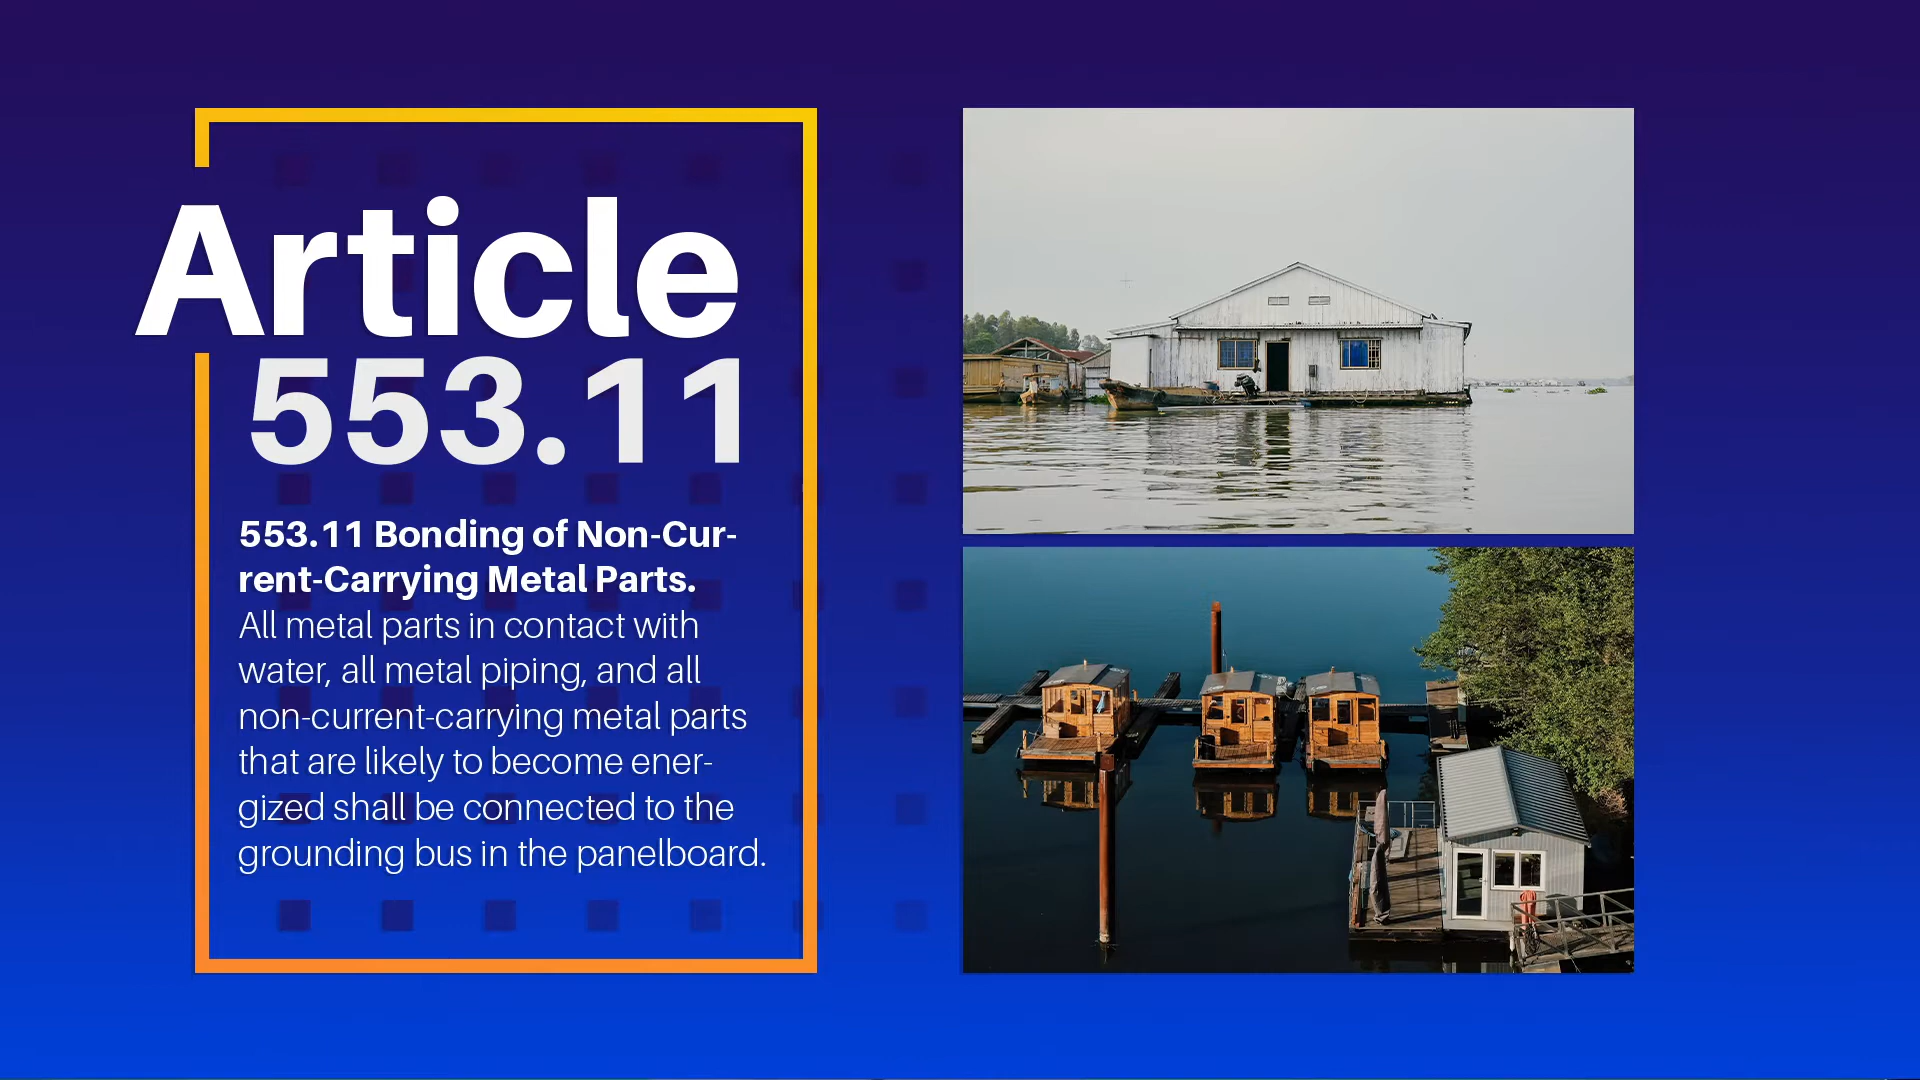 Article
553.11
553.11 Bonding of Non-Cur-
rent-Carrying Metal Parts.
All metal parts in contact with
water, all metal piping, and all
non-current-carrying metal parts
that are likely to become ener-
gized shall be connected to the
grounding bus in the panelboard.